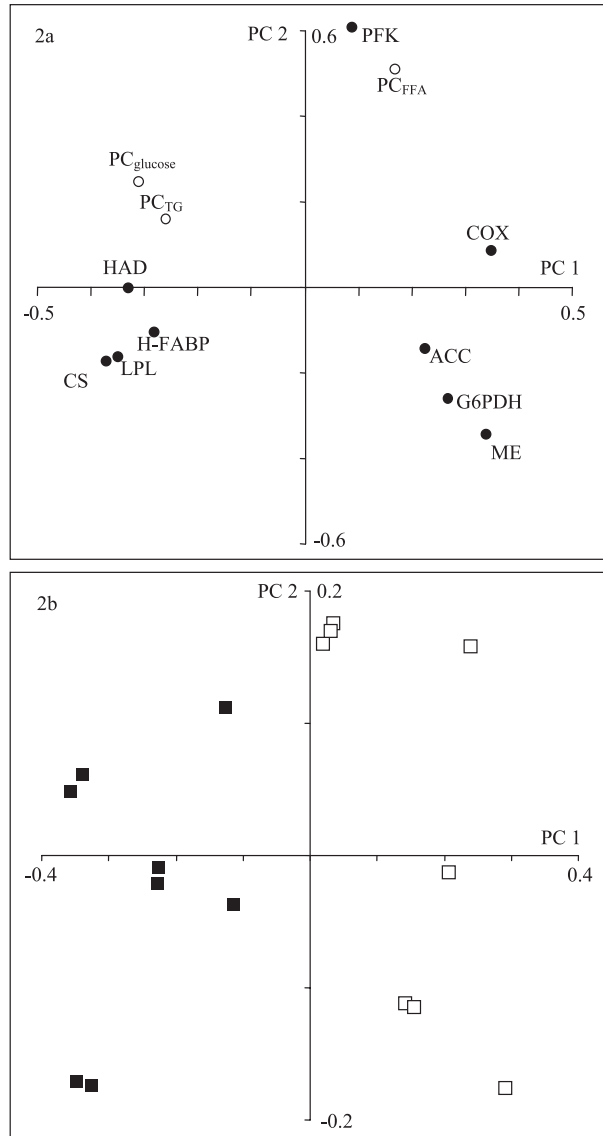 2a
PC 2
0.6
PFK
PC_FFA
PC_glucose
PC_TG
COX
HAD
PC 1
-0.5
0.5
H-FABP
ACC
LPL
CS
G6PDH
ME
-0.6
2b
PC 2
0.2
PC 1
-0.4
0.4
-0.2